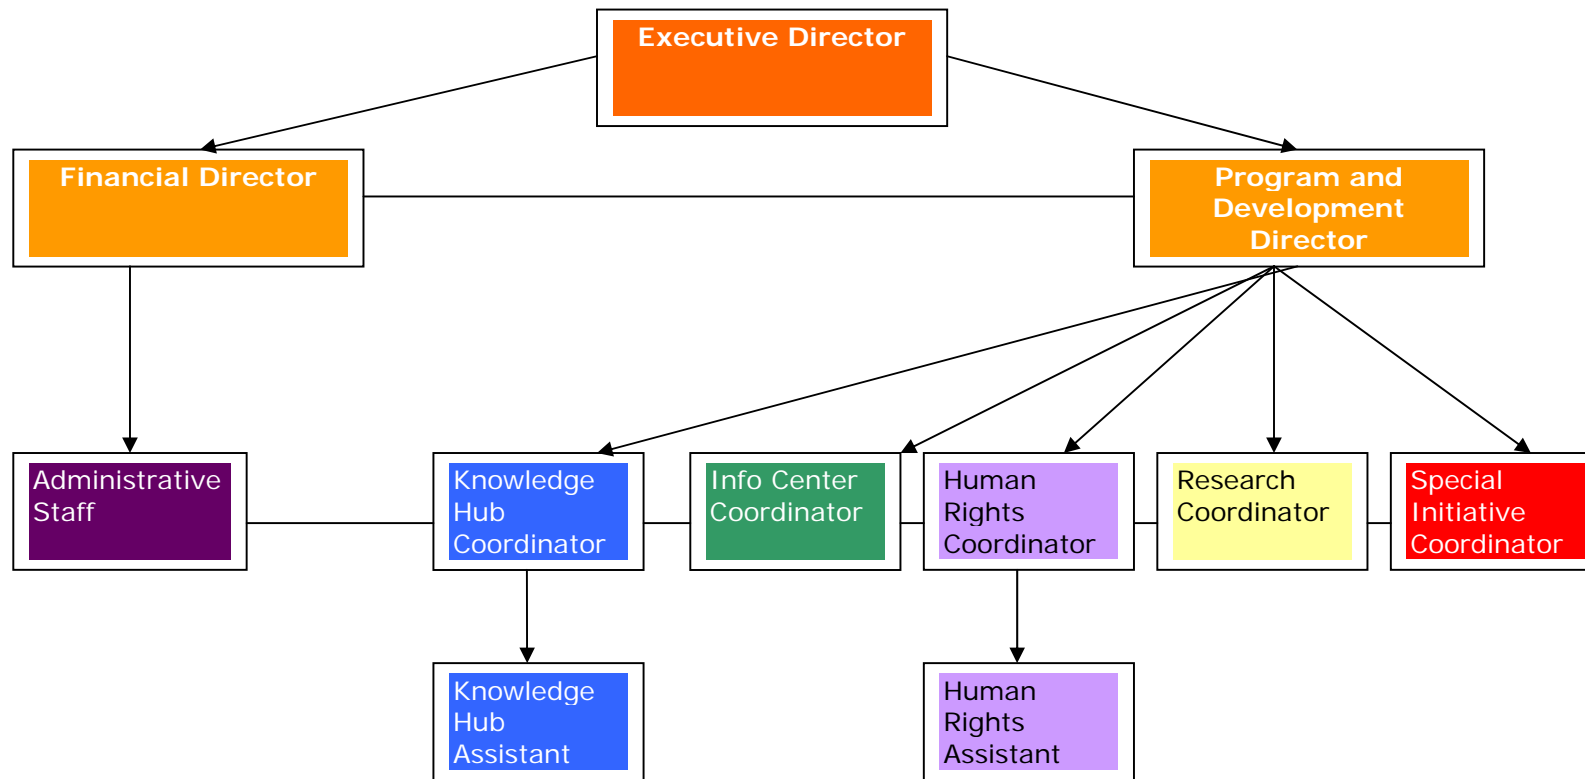 Executive Director
Financial Director
Program and
Development
Director
Administrative
Staff
Knowledge
Hub
Coordinator
Info Center
Coordinator
Human
Rights
Coordinator
Research
Coordinator
Special
Initiative
Coordinator
Knowledge
Hub
Assistant
Human
Rights
Assistant